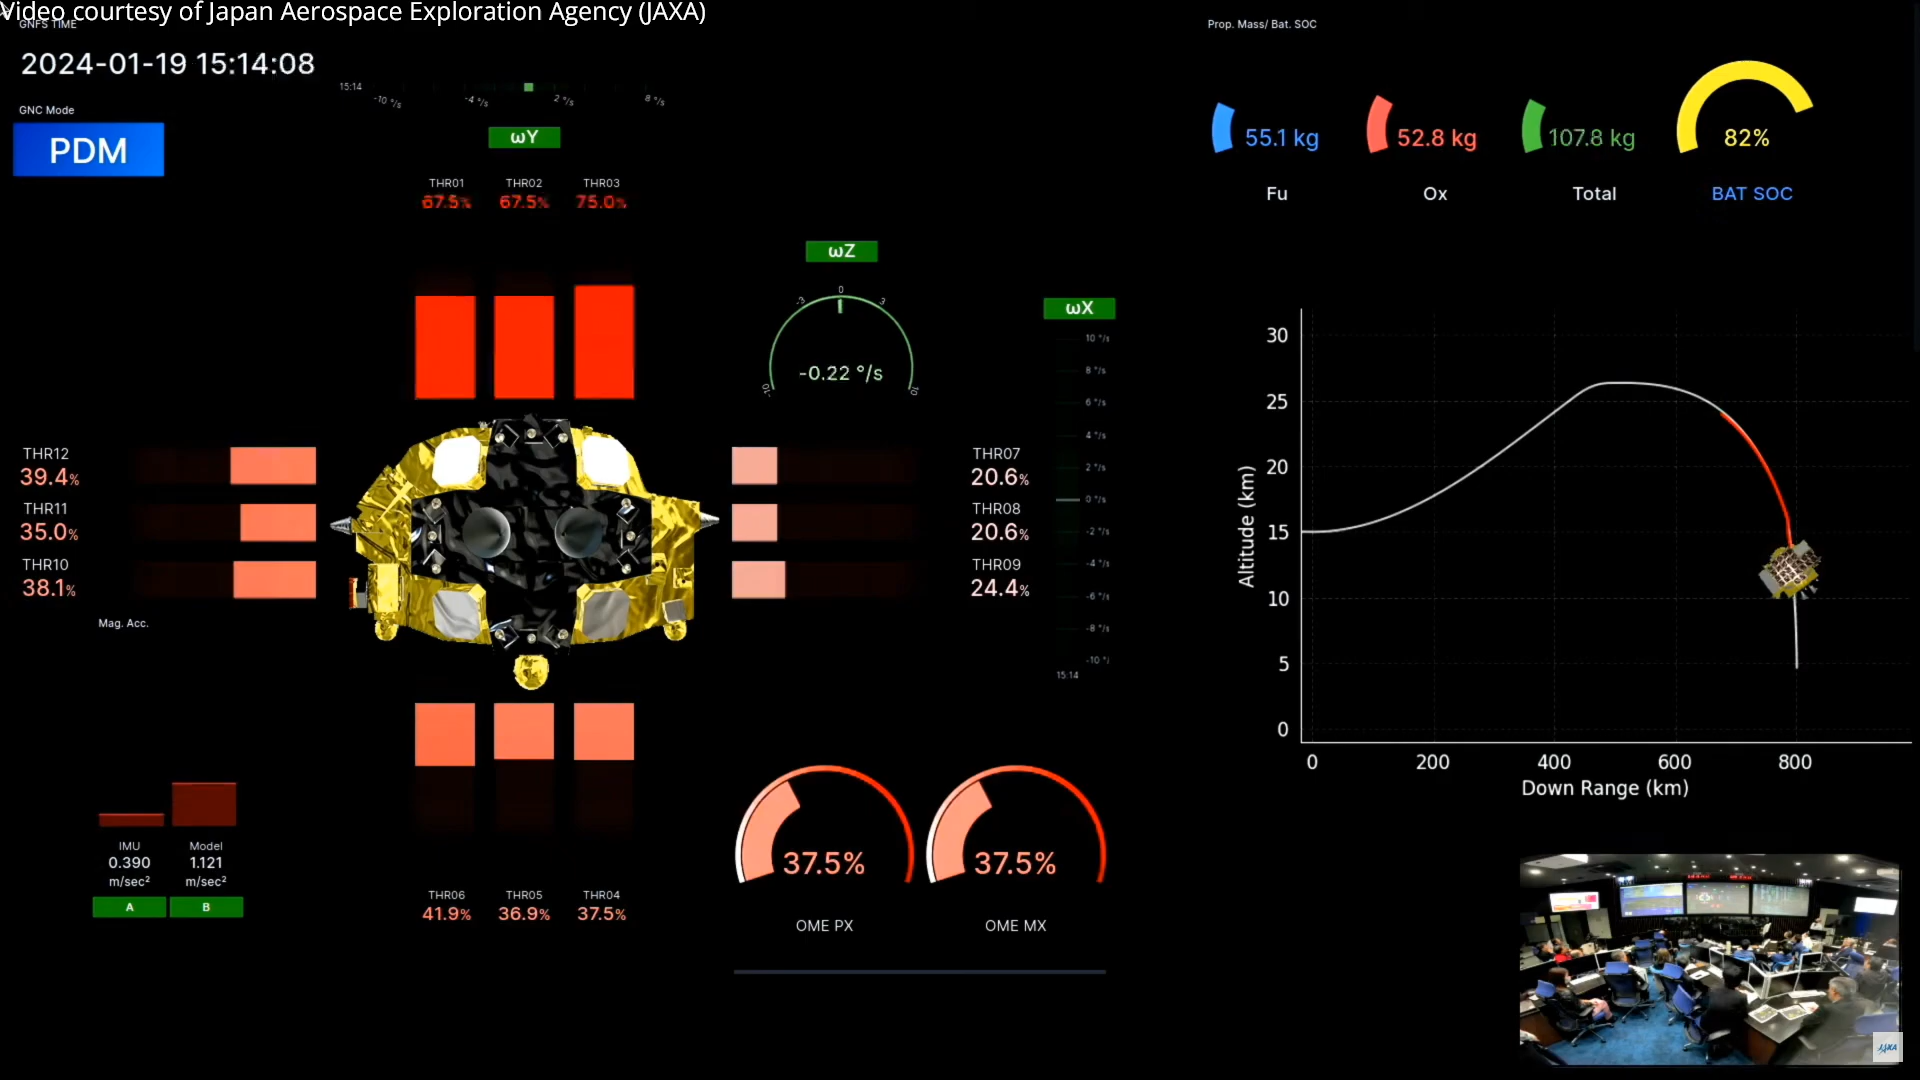 Video courtesy of Japan Aerospace Exploration Agency (JAXA)
GNFS TIME
2024-01-19 15:14:08
GNC Mode
PDM
15:14
-10 °/s
-4 °/s
2 °/s
8 °/s
ωY
THR01
THR02
THR03
67.5%
67.5%
75.0%
ωZ
-10
-3
0
3
10
-0.22 °/s
ωX
10 °/s
8 °/s
6 °/s
4 °/s
2 °/s
0 °/s
-2 °/s
-4 °/s
-6 °/s
-8 °/s
-10 °/
15:14
THR12
39.4%
THR11
35.0%
THR10
38.1%
THR07
20.6%
THR08
20.6%
THR09
24.4%
Mag. Acc.
IMU
0.390
m/sec²
A
Model
1.121
m/sec²
B
THR06
THR05
THR04
41.9%
36.9%
37.5%
37.5%
OME PX
37.5%
OME MX
Prop. Mass/ Bat. SOC
55.1 kg
Fu
52.8 kg
Ox
107.8 kg
Total
82%
BAT SOC
Altitude (km)
30
25
20
15
10
5
0
0
200
400
600
800
Down Range (km)
JAXA